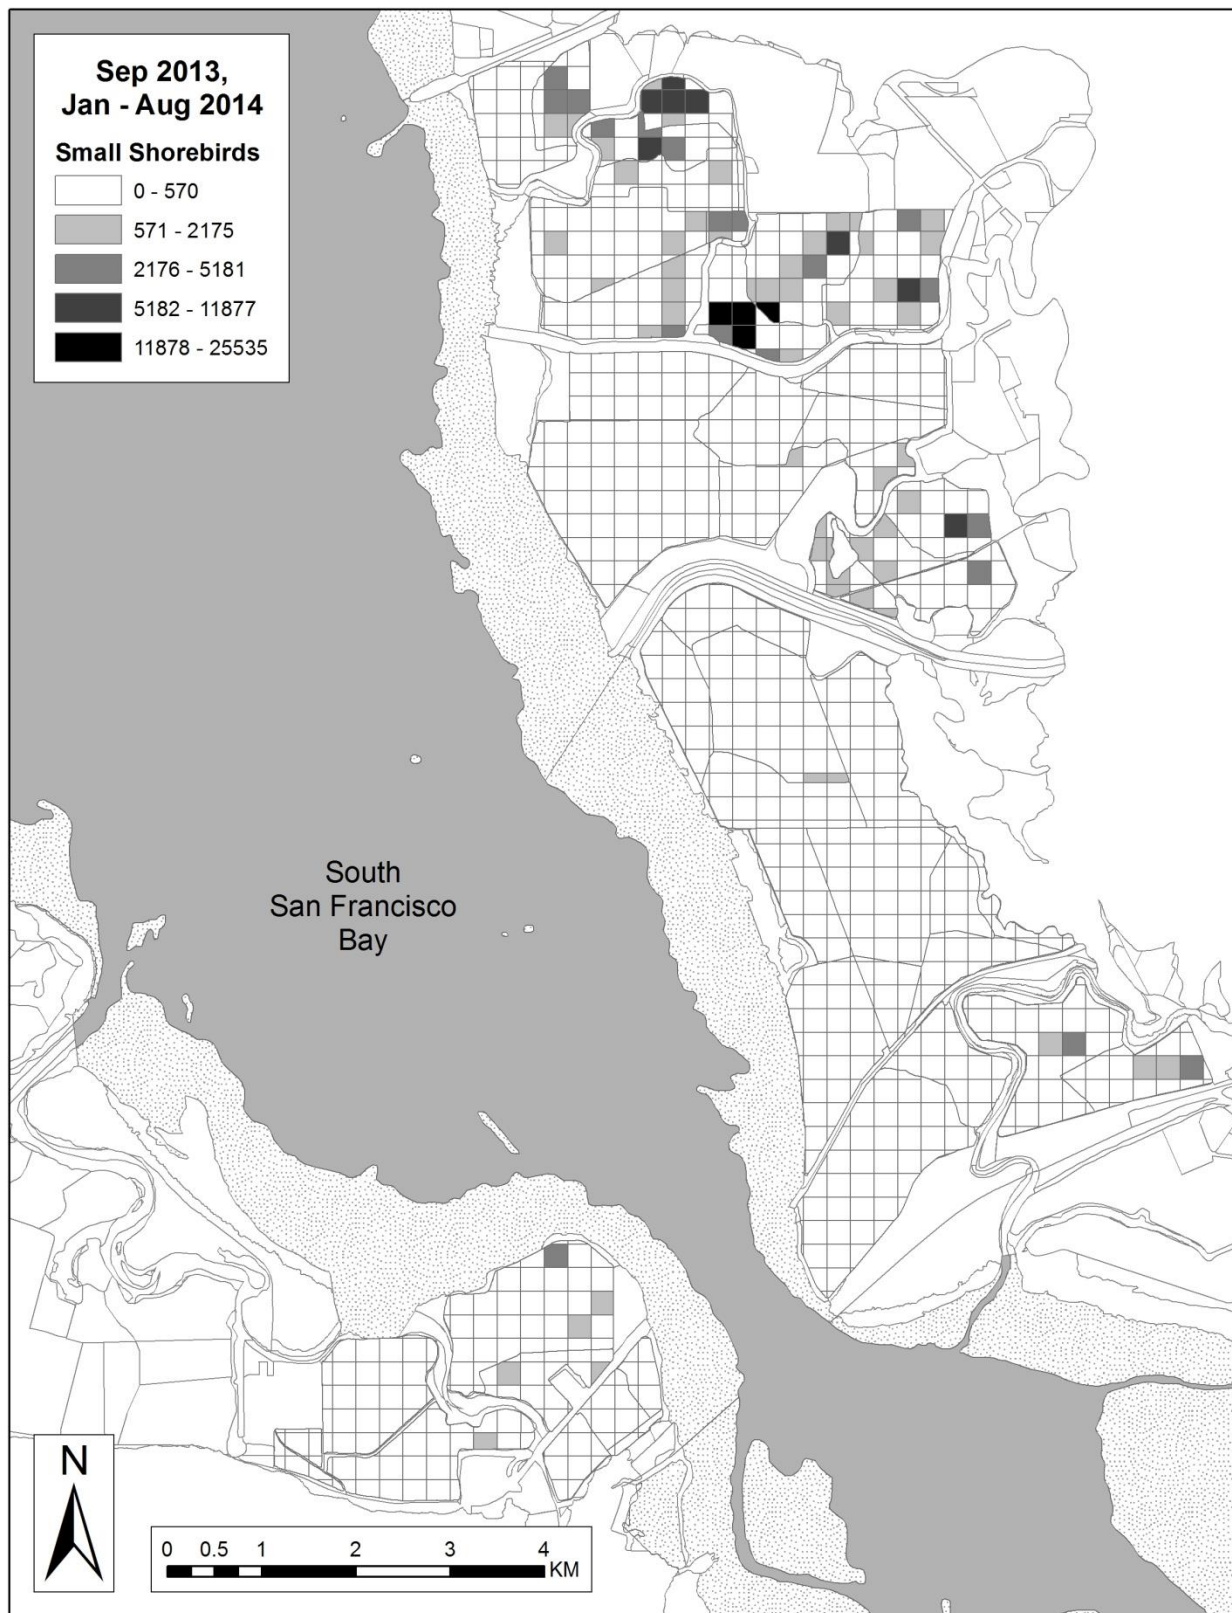 Sep 2013,
Jan - Aug 2014
Small Shorebirds
0 - 570
571 - 2175
2176 - 5181
5182 - 11877
11878 - 25535
South
San Francisco
Bay
N
0 0.5 1 2 3 4
KM